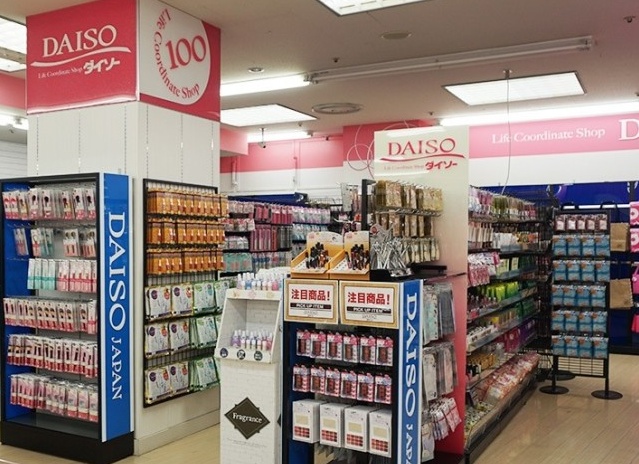 DAISO
Life Coordinate Shop ダイソー
Life Coordinate Shop
100
DAISO
Life Coordinate Shop ダイソー
Life Coordinate Shop
DAISO JAPAN
注目商品!
PICK UP ITEM
注目商品!
PICK UP ITEM
DAISO JAPAN
Fragrance